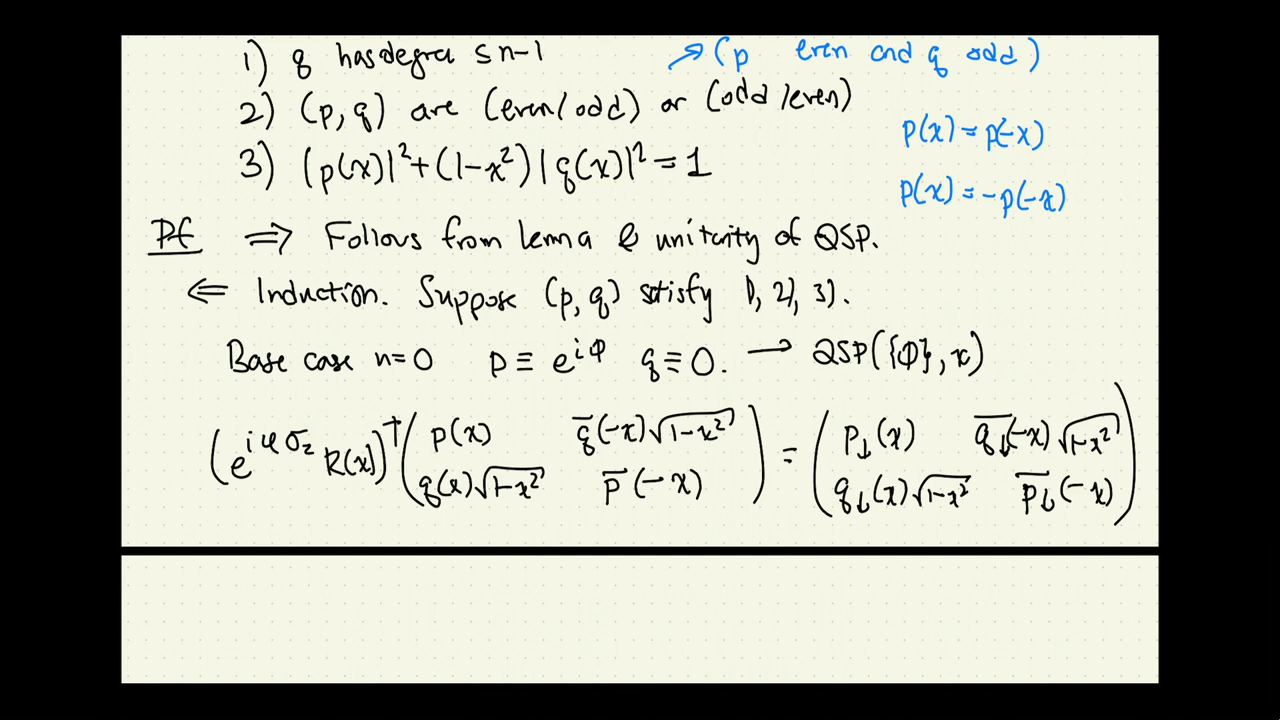 1) q has degree ≤ n-1
↗ (p even and q odd)
2) (p, q) are (even/odd) or (odd/even)
p(x) = p(-x)
3) |p(x)|² + (1-x²) |q(x)|² = 1
p(x) = -p(-x)
Pf ⇒ Follows from lemma & unitarity of QSP.
⇐ Induction. Suppose (p, q) satisfy 1), 2), 3).
Base case n=0 p ≡ e^{iφ} q ≡ 0. → QSP({φ}, x)
(e^{iφσ_z} R(x))^† ( p(x) q̄(-x)√(1-x²) ; q(x)√(1-x²) p̄(-x) ) = ( p↓(x) q̄↓(-x)√(1-x²) ; q↓(x)√(1-x²) p̄↓(-x) )